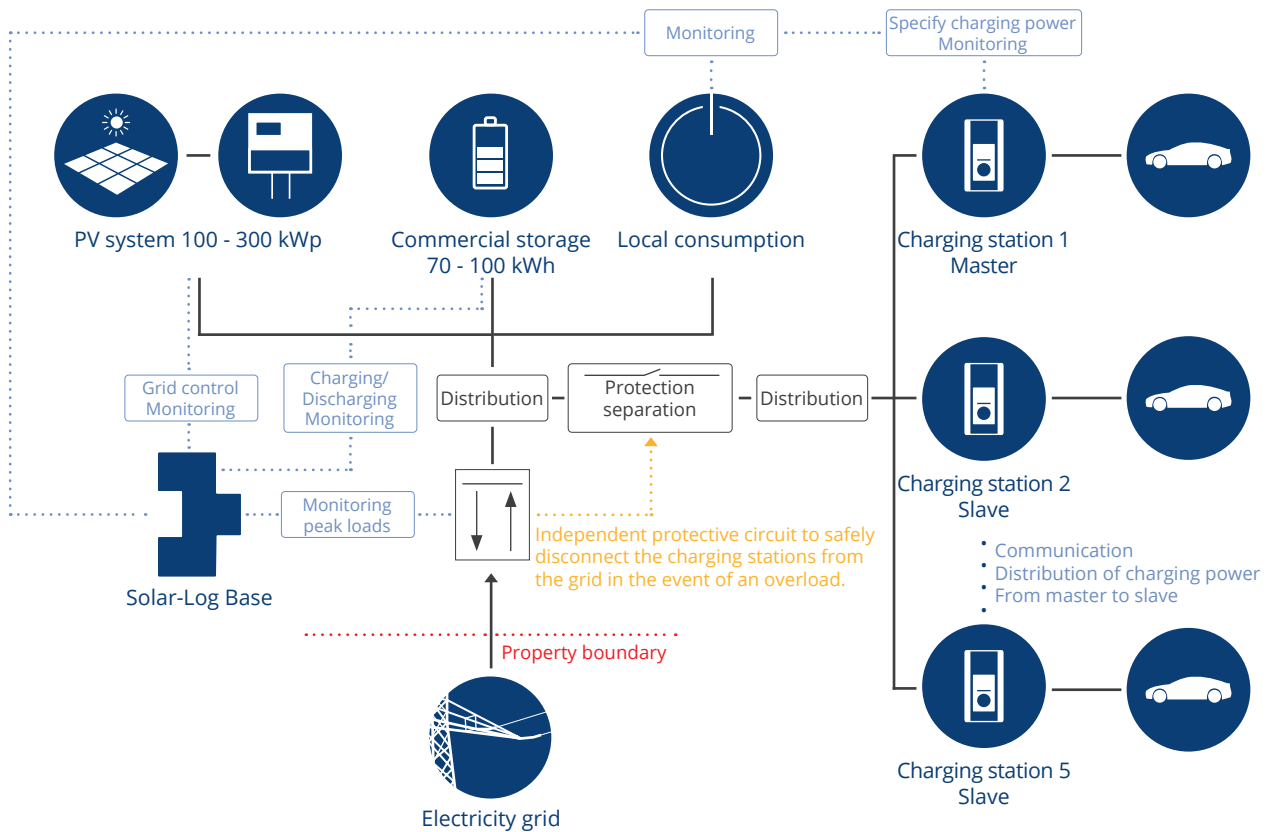 Monitoring
Specify charging power
Monitoring
PV system 100 - 300 kWp
Commercial storage
70 - 100 kWh
Local consumption
Charging station 1
Master
Grid control
Monitoring
Charging/
Discharging
Monitoring
Distribution
Protection
separation
Distribution
Charging station 2
Slave
Monitoring
peak loads
Independent protective circuit to safely
disconnect the charging stations from
the grid in the event of an overload.
Solar-Log Base
Communication
Distribution of charging power
From master to slave
Property boundary
Charging station 5
Slave
Electricity grid